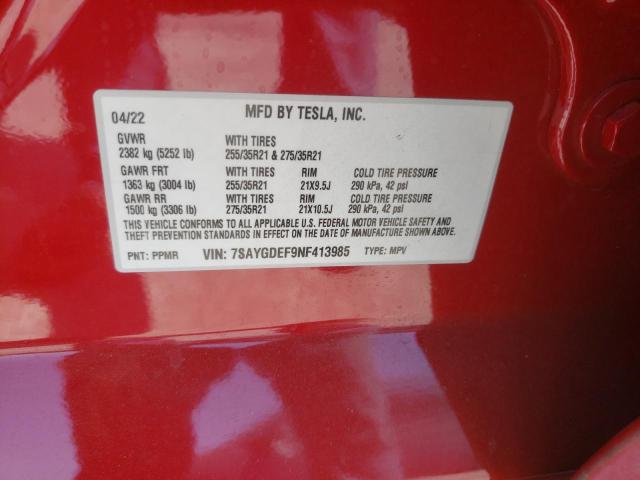 04/22 MFD BY TESLA, INC.
GVWR WITH TIRES
2382 kg (5252 lb) 255/35R21 & 275/35R21
GAWR FRT WITH TIRES RIM COLD TIRE PRESSURE
1363 kg (3004 lb) 255/35R21 21X9.5J 290 kPa, 42 psi
GAWR RR WITH TIRES RIM COLD TIRE PRESSURE
1500 kg (3306 lb) 275/35R21 21X10.5J 290 kPa, 42 psi
THIS VEHICLE CONFORMS TO ALL APPLICABLE U.S. FEDERAL MOTOR VEHICLE SAFETY AND
THEFT PREVENTION STANDARDS IN EFFECT ON THE DATE OF MANUFACTURE SHOWN ABOVE.
PNT: PPMR VIN: 7SAYGDEF9NF413985 TYPE: MPV